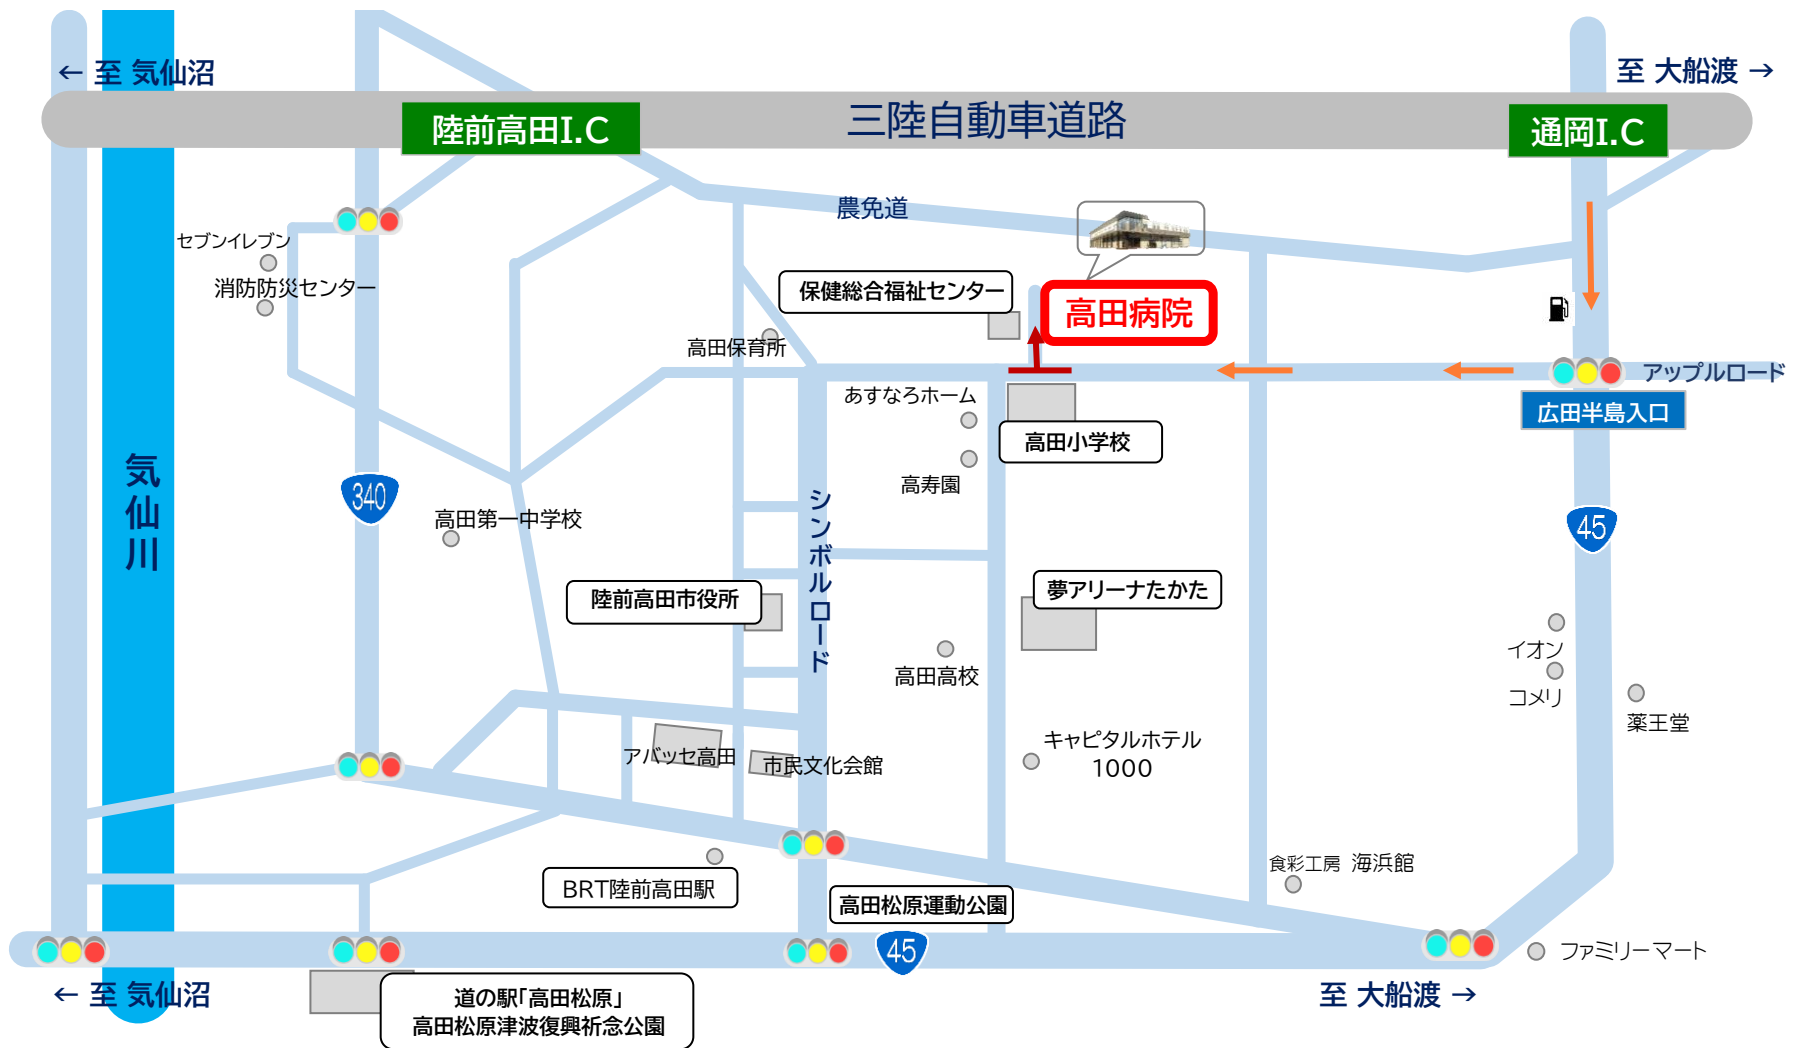 ← 至 気仙沼
至 大船渡 →
三陸自動車道路
陸前高田I.C
通岡I.C
農免道
セブンイレブン
消防防災センター
保健総合福祉センター
高田病院
高田保育所
アップルロード
あすなろホーム
広田半島入口
高田小学校
気仙川
高寿園
340
シンボルロード
高田第一中学校
45
陸前高田市役所
夢アリーナたかた
イオン
高田高校
コメリ
薬王堂
アバッセ高田
市民文化会館
キャピタルホテル
1000
食彩工房 海浜館
BRT陸前高田駅
高田松原運動公園
45
ファミリーマート
← 至 気仙沼
至 大船渡 →
道の駅「高田松原」
高田松原津波復興祈念公園